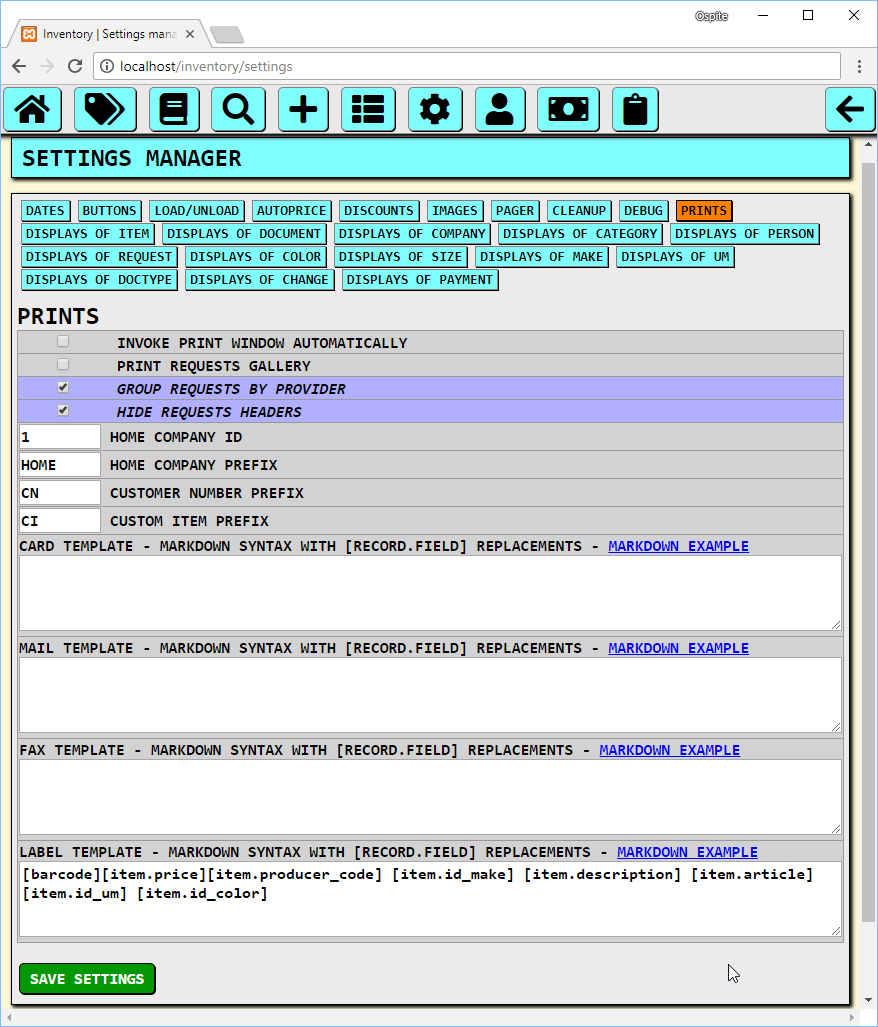 Ospite
Inventory | Settings mana
localhost/inventory/settings
SETTINGS MANAGER
DATES BUTTONS LOAD/UNLOAD AUTOPRICE DISCOUNTS IMAGES PAGER CLEANUP DEBUG PRINTS
DISPLAYS OF ITEM DISPLAYS OF DOCUMENT DISPLAYS OF COMPANY DISPLAYS OF CATEGORY DISPLAYS OF PERSON
DISPLAYS OF REQUEST DISPLAYS OF COLOR DISPLAYS OF SIZE DISPLAYS OF MAKE DISPLAYS OF UM
DISPLAYS OF DOCTYPE DISPLAYS OF CHANGE DISPLAYS OF PAYMENT
PRINTS
INVOKE PRINT WINDOW AUTOMATICALLY
PRINT REQUESTS GALLERY
GROUP REQUESTS BY PROVIDER
HIDE REQUESTS HEADERS
1 HOME COMPANY ID
HOME HOME COMPANY PREFIX
CN CUSTOMER NUMBER PREFIX
CI CUSTOM ITEM PREFIX
CARD TEMPLATE - MARKDOWN SYNTAX WITH [RECORD.FIELD] REPLACEMENTS - MARKDOWN EXAMPLE
MAIL TEMPLATE - MARKDOWN SYNTAX WITH [RECORD.FIELD] REPLACEMENTS - MARKDOWN EXAMPLE
FAX TEMPLATE - MARKDOWN SYNTAX WITH [RECORD.FIELD] REPLACEMENTS - MARKDOWN EXAMPLE
LABEL TEMPLATE - MARKDOWN SYNTAX WITH [RECORD.FIELD] REPLACEMENTS - MARKDOWN EXAMPLE
[barcode][item.price][item.producer_code] [item.id_make] [item.description] [item.article]
[item.id_um] [item.id_color]
SAVE SETTINGS